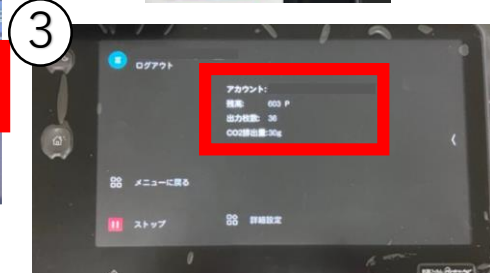 3
ログアウト
アカウント:
残高: 603 P
出力枚数: 36
CO2排出量:30g
メニューに戻る
ストップ
詳細設定